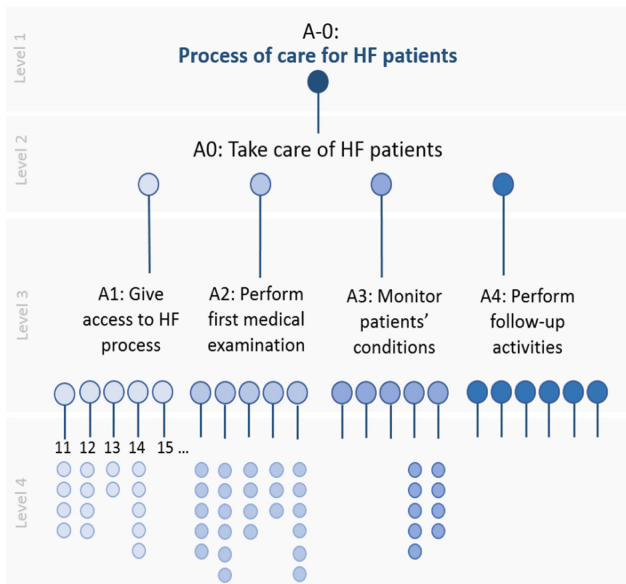 Level 1
A-0:
Process of care for HF patients
Level 2
A0: Take care of HF patients
Level 3
A1: Give
access to HF
process
A2: Perform
first medical
examination
A3: Monitor
patients’
conditions
A4: Perform
follow-up
activities
11 12 13 14 15 ...
Level 4